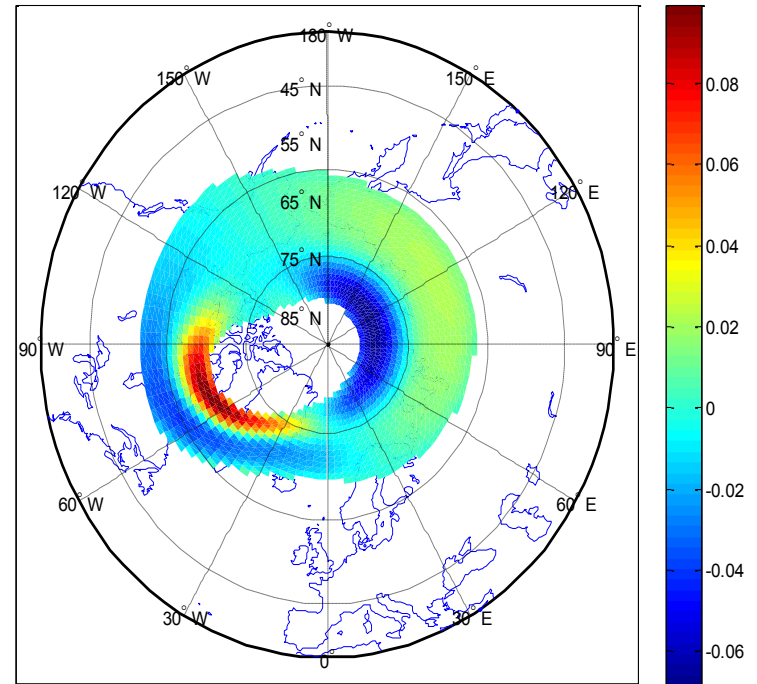 180° W
150° W
150° E
45° N
55° N
120° W
120° E
65° N
75° N
85° N
90° W
90° E
60° W
60° E
30° W
30° E
0°
0.08
0.06
0.04
0.02
0
-0.02
-0.04
-0.06